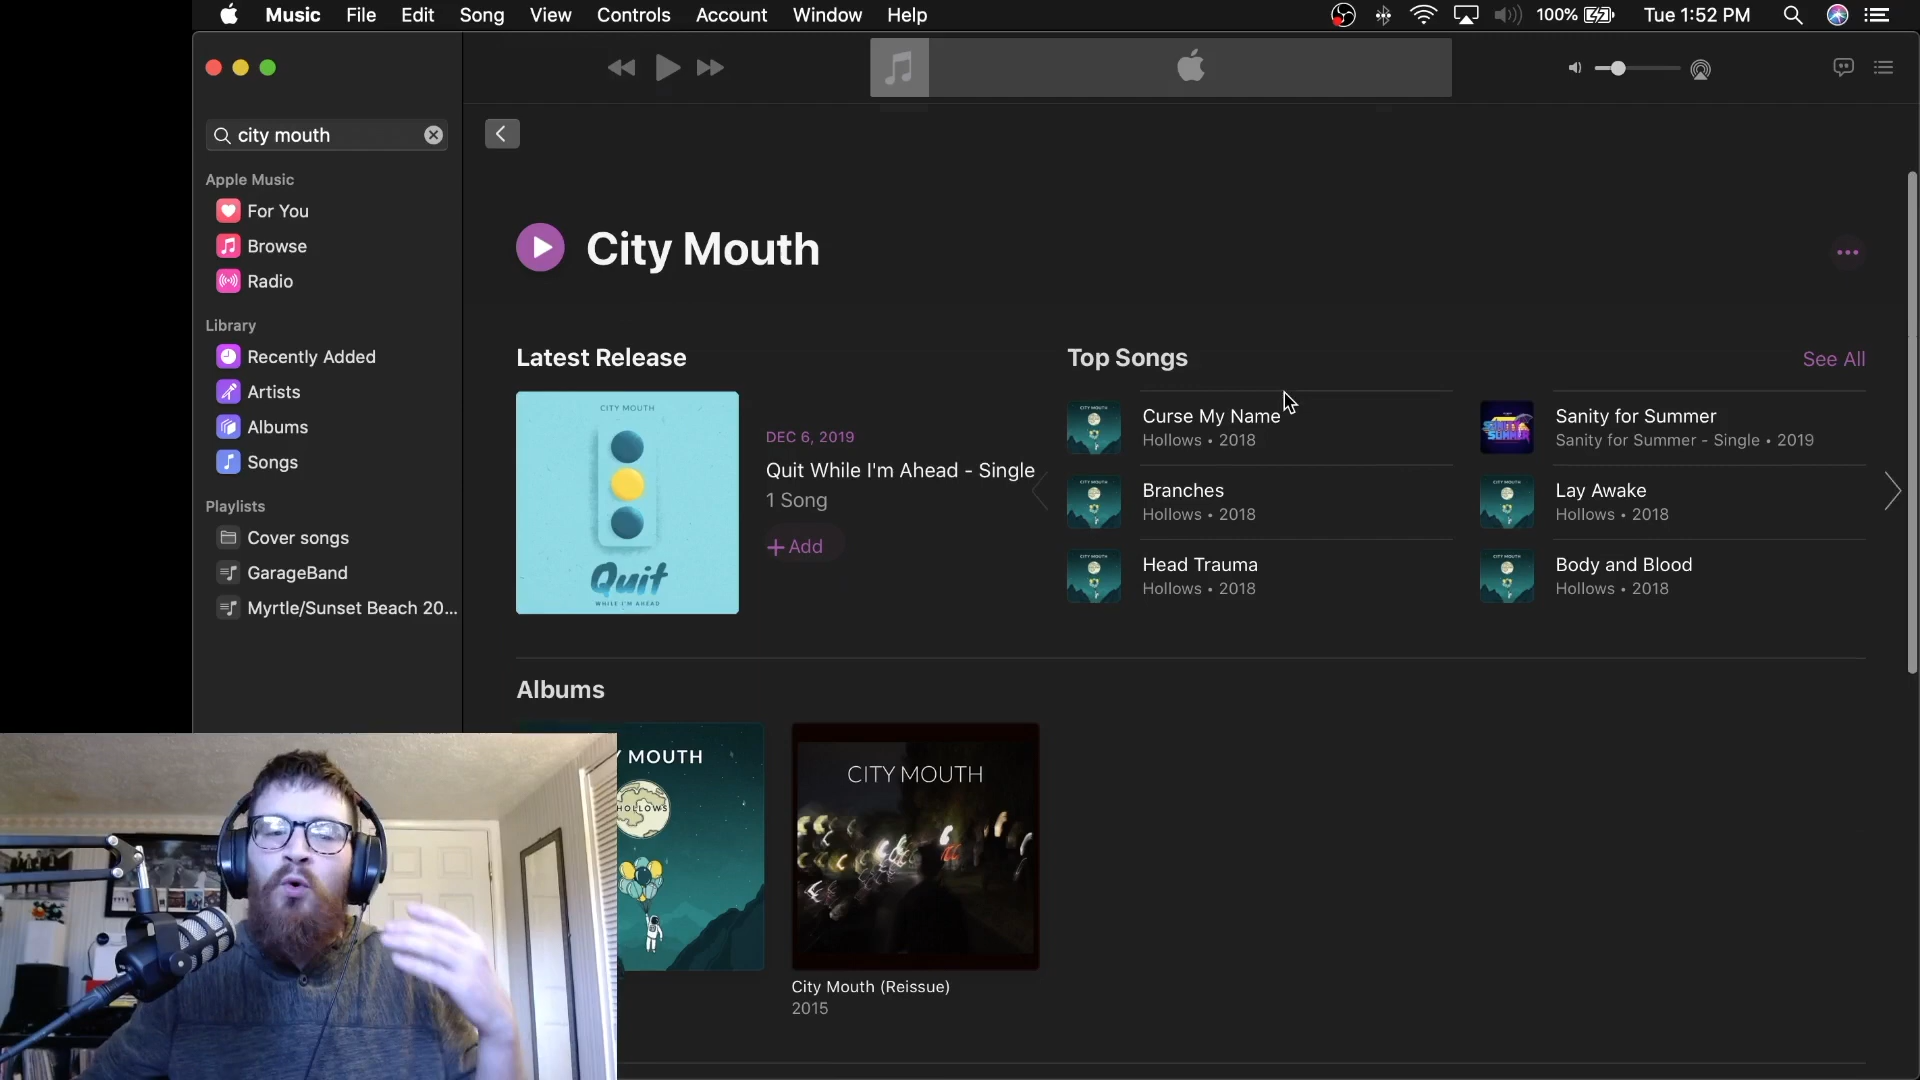 Music File Edit Song View Controls Account Window Help
100% Tue 1:52 PM
city mouth
Apple Music
For You
Browse
Radio
Library
Recently Added
Artists
Albums
Songs
Playlists
Cover songs
GarageBand
Myrtle/Sunset Beach 20...
City Mouth
Latest Release
CITY MOUTH
Quit
WHILE I'M AHEAD
DEC 6, 2019
Quit While I'm Ahead - Single
1 Song
+ Add
Top Songs
See All
Curse My Name
Hollows • 2018
Branches
Hollows • 2018
Head Trauma
Hollows • 2018
SANITY SUMMER
Sanity for Summer
Sanity for Summer - Single • 2019
Lay Awake
Hollows • 2018
Body and Blood
Hollows • 2018
Albums
MOUTH
HOLLOWS
CITY MOUTH
City Mouth (Reissue)
2015